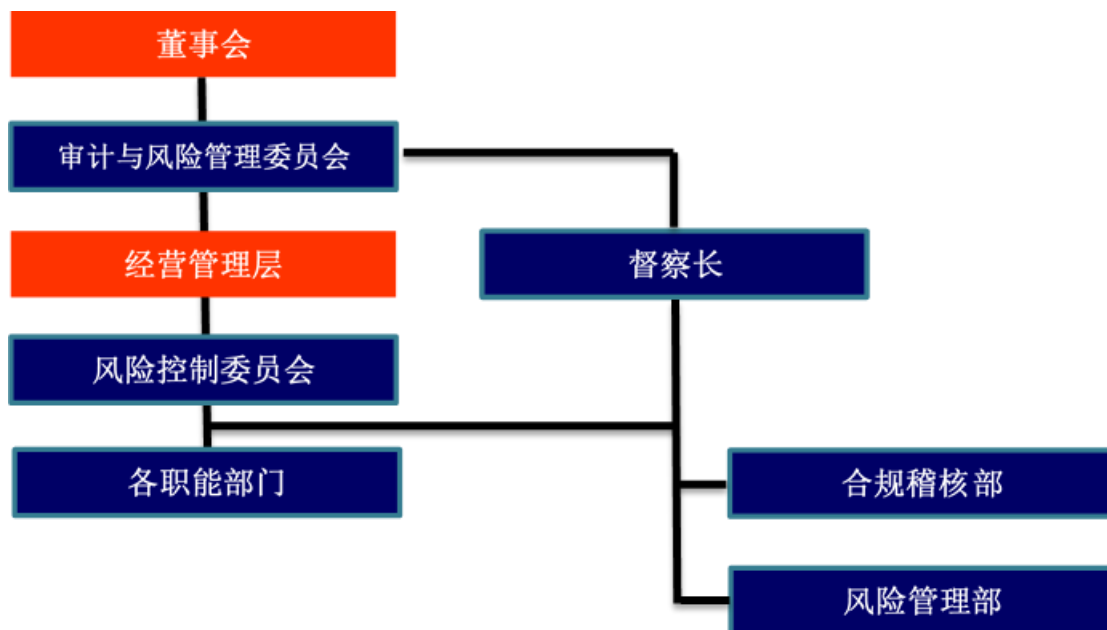 董事会
审计与风险管理委员会
经营管理层
督察长
风险控制委员会
各职能部门
合规稽核部
风险管理部